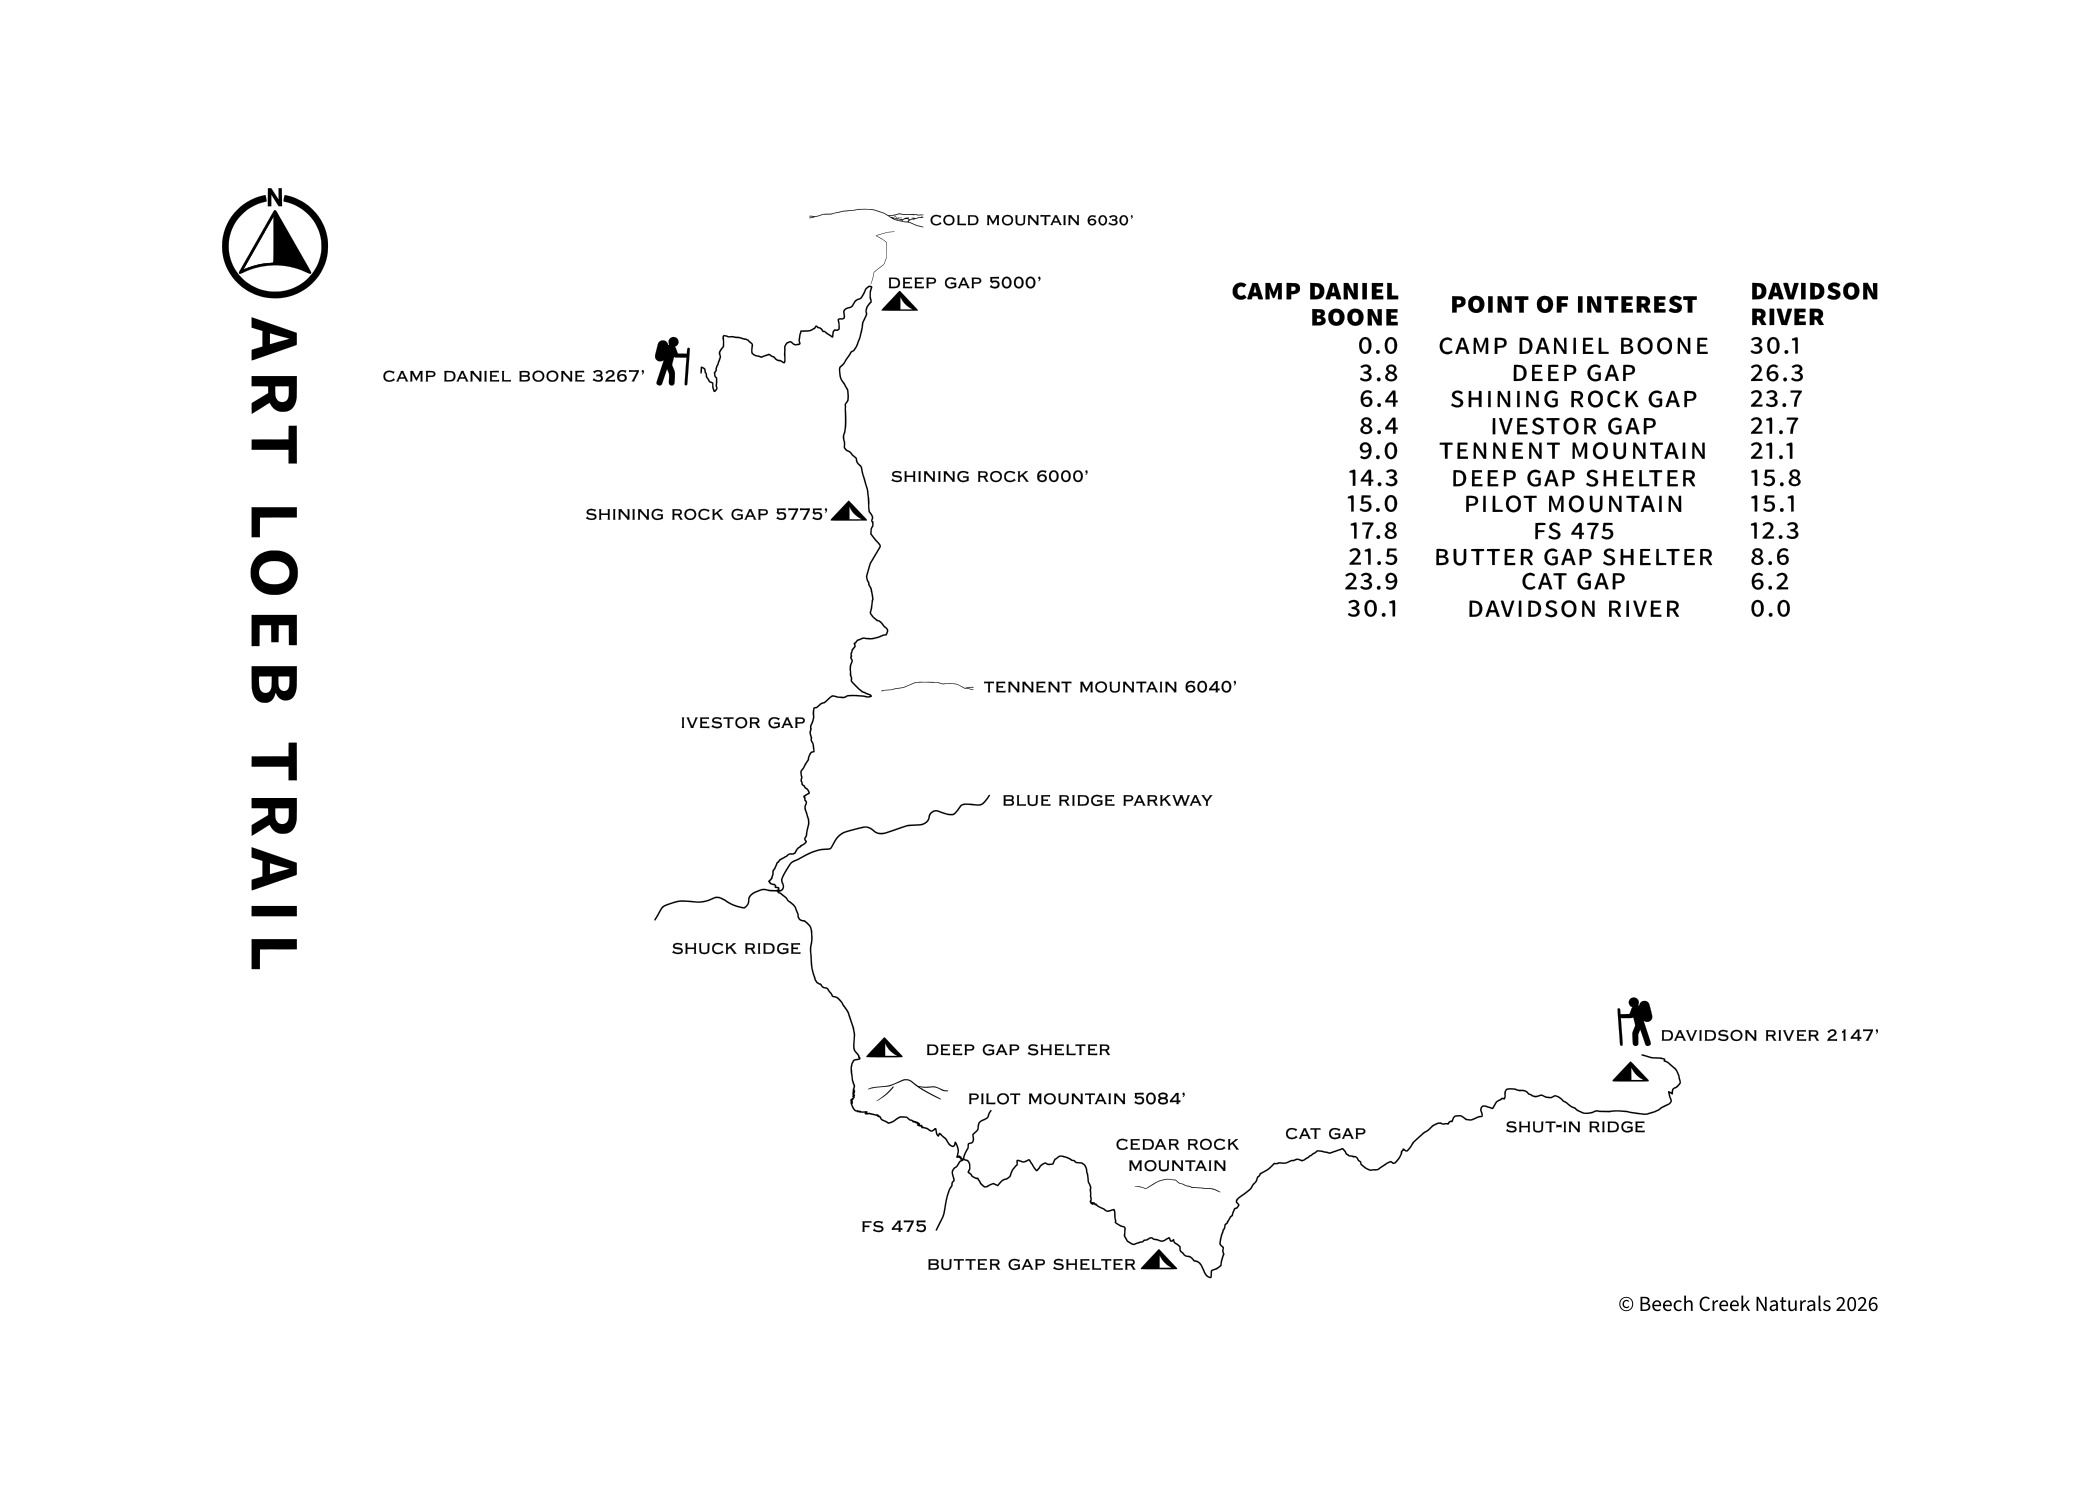 N
ART LOEB TRAIL
COLD MOUNTAIN 6030’
DEEP GAP 5000’
CAMP DANIEL BOONE 3267’
SHINING ROCK 6000’
SHINING ROCK GAP 5775’
TENNENT MOUNTAIN 6040’
IVESTOR GAP
BLUE RIDGE PARKWAY
SHUCK RIDGE
DEEP GAP SHELTER
PILOT MOUNTAIN 5084’
FS 475
BUTTER GAP SHELTER
CEDAR ROCK
MOUNTAIN
CAT GAP
SHUT-IN RIDGE
DAVIDSON RIVER 2147’
CAMP DANIEL BOONE POINT OF INTEREST DAVIDSON RIVER
0.0 CAMP DANIEL BOONE 30.1
3.8 DEEP GAP 26.3
6.4 SHINING ROCK GAP 23.7
8.4 IVESTOR GAP 21.7
9.0 TENNENT MOUNTAIN 21.1
14.3 DEEP GAP SHELTER 15.8
15.0 PILOT MOUNTAIN 15.1
17.8 FS 475 12.3
21.5 BUTTER GAP SHELTER 8.6
23.9 CAT GAP 6.2
30.1 DAVIDSON RIVER 0.0
© Beech Creek Naturals 2026